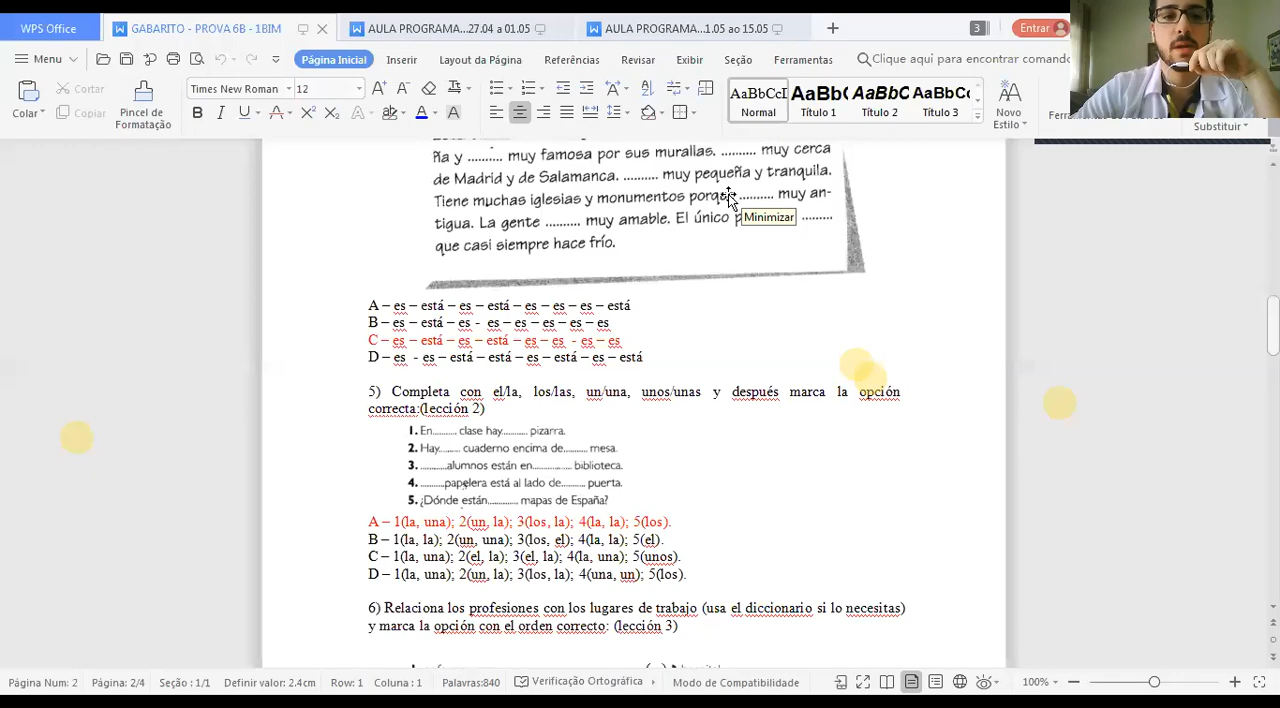 WPS Office
GABARITO - PROVA 6B - 1BIM
AULA PROGRAMA...27.04 a 01.05
AULA PROGRAMA...1.05 ao 15.05
3
Entrar
Menu
Página Inicial
Inserir
Layout da Página
Referências
Revisar
Exibir
Seção
Ferramentas
Clique aqui para encontrar comando
Colar
Cortar
Copiar
Pincel de
Formatação
Times New Roman
12
AaBbCcI
Normal
AaBb(
Título 1
AaBbC
Título 2
AaBbC
Título 3
Novo
Estilo
Substituir
ña y .......... muy famosa por sus murallas. .......... muy cerca
de Madrid y de Salamanca. .......... muy pequeña y tranquila.
Tiene muchas iglesias y monumentos porque .......... muy an-
tigua. La gente .......... muy amable. El único
que casi siempre hace frío.
Minimizar
A – es – está – es – está – es – es – es – está
B – es – está – es - es – es – es – es – es
C – es – está – es – está – es – es - es – es
D – es - es – está – está – es – está – es – está
5) Completa con el/la, los/las, un/una, unos/unas y después marca la opción
correcta:(lección 2)
1. En.......... clase hay.......... pizarra.
2. Hay........ cuaderno encima de......... mesa.
3. ..........alumnos están en.............. biblioteca.
4. ..........papelera está al lado de......... puerta.
5. ¿Dónde están............ mapas de España?
A – 1(la, una); 2(un, la); 3(los, la); 4(la, la); 5(los).
B – 1(la, la); 2(un, una); 3(los, el); 4(la, la); 5(el).
C – 1(la, una); 2(el, la); 3(el, la); 4(la, una); 5(unos).
D – 1(la, una); 2(un, la); 3(los, la); 4(una, un); 5(los).
6) Relaciona los profesiones con los lugares de trabajo (usa el diccionario si lo necesitas)
y marca la opción con el orden correcto: (lección 3)
Página Num: 2
Página: 2/4
Seção : 1/1
Definir valor: 2.4cm
Row: 1
Coluna : 1
Palavras:840
Verificação Ortográfica
Modo de Compatibilidade
100%